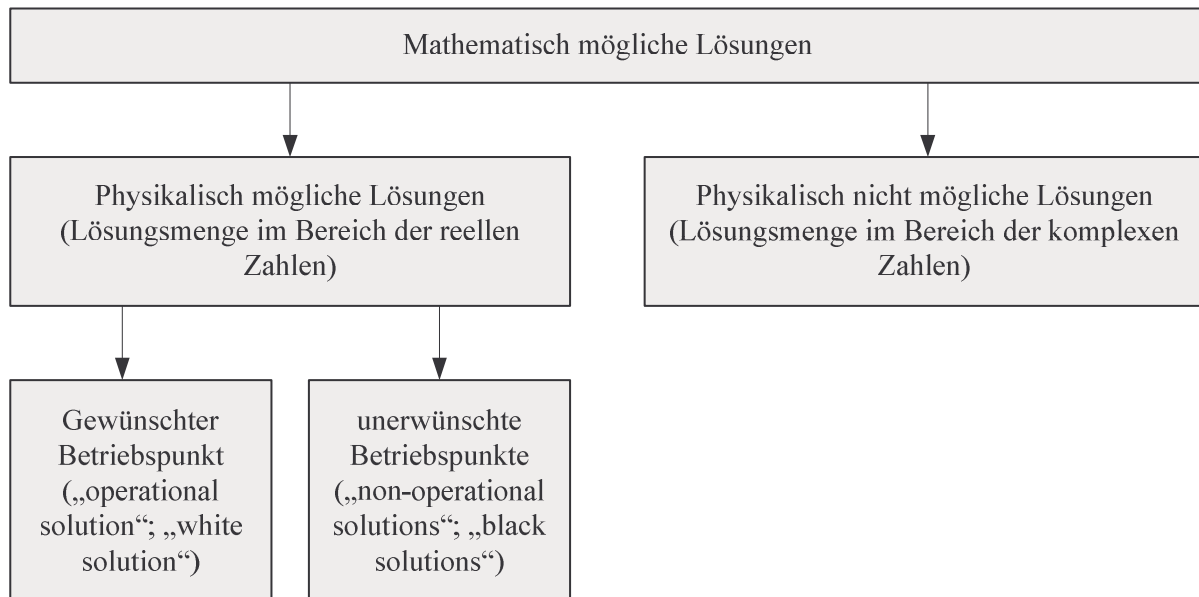 Mathematisch mögliche Lösungen
Physikalisch mögliche Lösungen
(Lösungsmenge im Bereich der reellen
Zahlen)
Physikalisch nicht mögliche Lösungen
(Lösungsmenge im Bereich der komplexen
Zahlen)
Gewünschter
Betriebspunkt
(„operational
solution“; „white
solution“)
unerwünschte
Betriebspunkte
(„non-operational
solutions“; „black
solutions“)